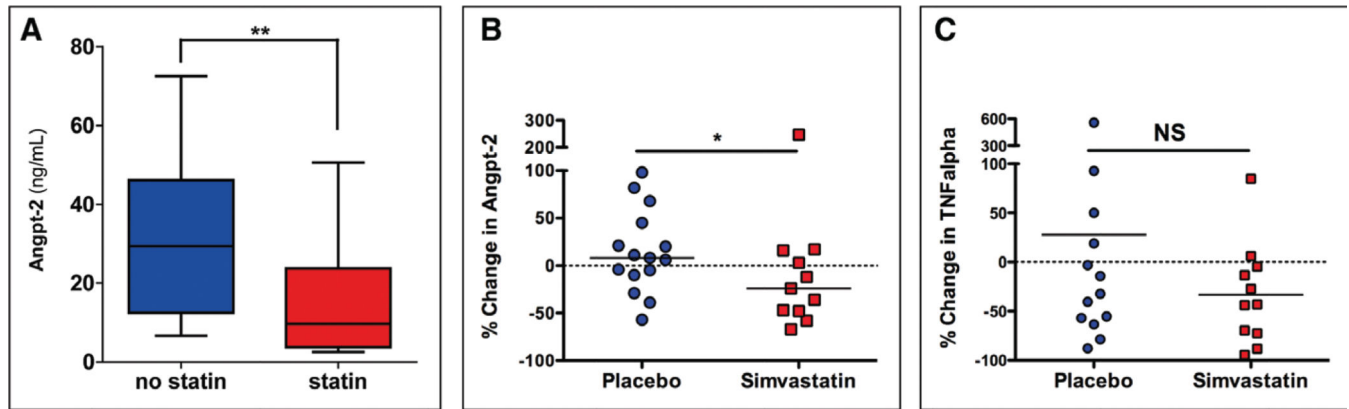 A
Angpt-2 (ng/mL)
80
60
40
20
0
**
no statin
statin
B
% Change in Angpt-2
300
200
100
50
0
-50
-100
*
Placebo
Simvastatin
C
% Change in TNFalpha
600
300
100
50
0
-50
-100
NS
Placebo
Simvastatin